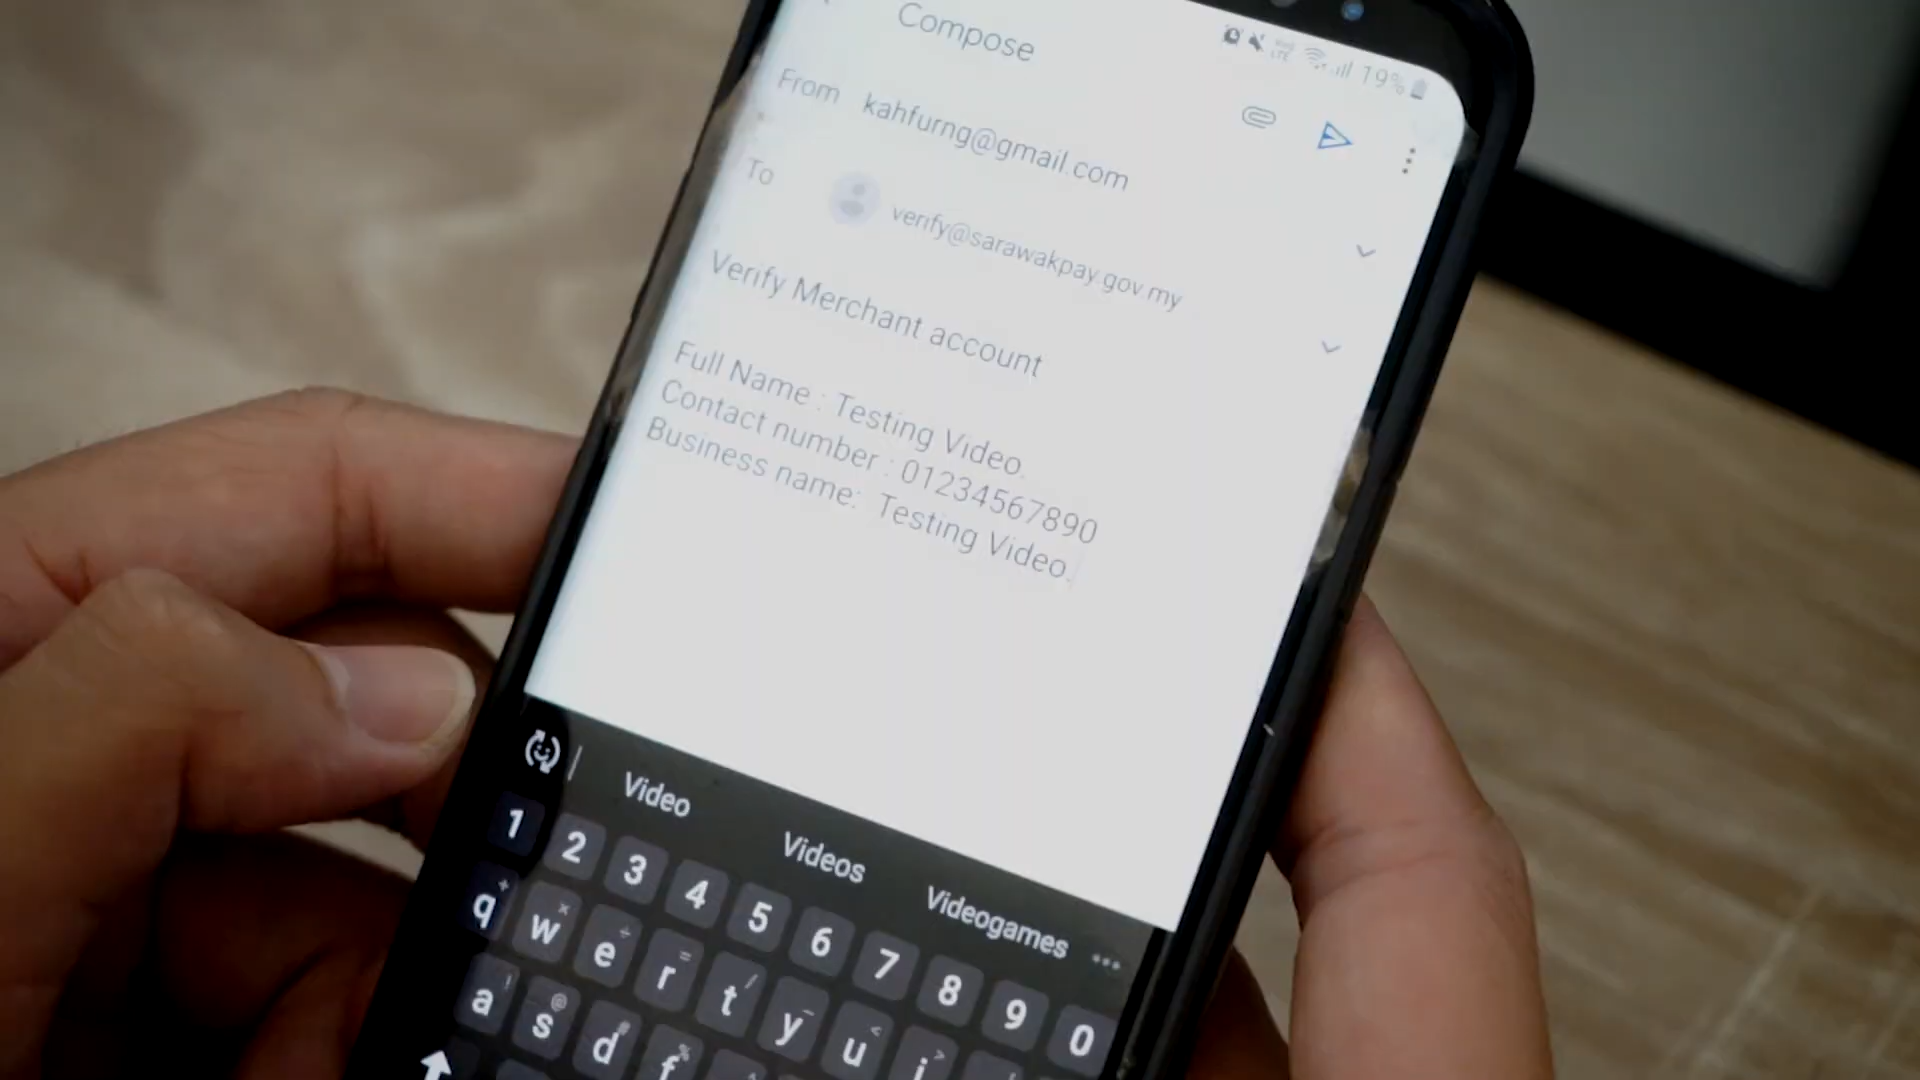 Compose
VoLTE 19%
From kahfurng@gmail.com
To verify@sarawakpay.gov.my
Verify Merchant account
Full Name : Testing Video.
Contact number : 01234567890
Business name: Testing Video.
Video Videos Videogames
1 2 3 4 5 6 7 8 9 0
q w e r t y u i
a s d f